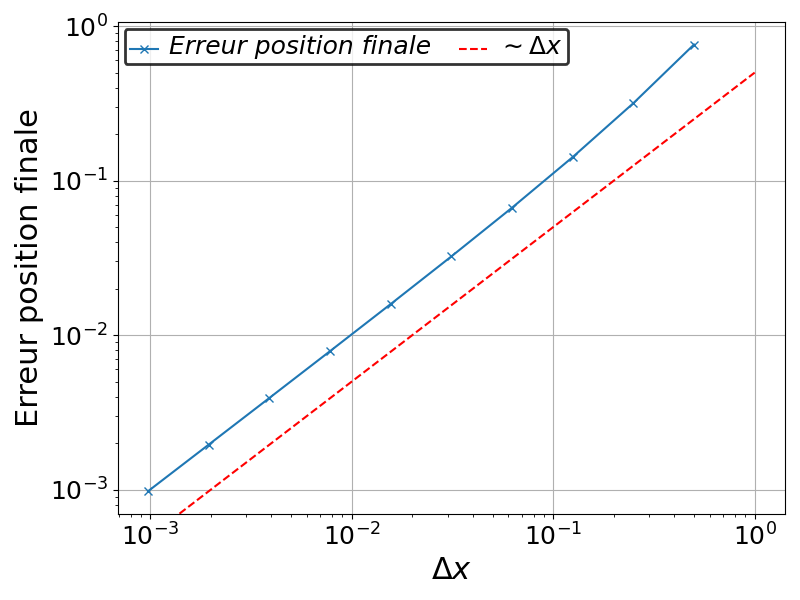 Erreur position finale
~ Δx
10⁰
10⁻¹
10⁻²
10⁻³
Erreur position finale
10⁻³
10⁻²
10⁻¹
10⁰
Δx